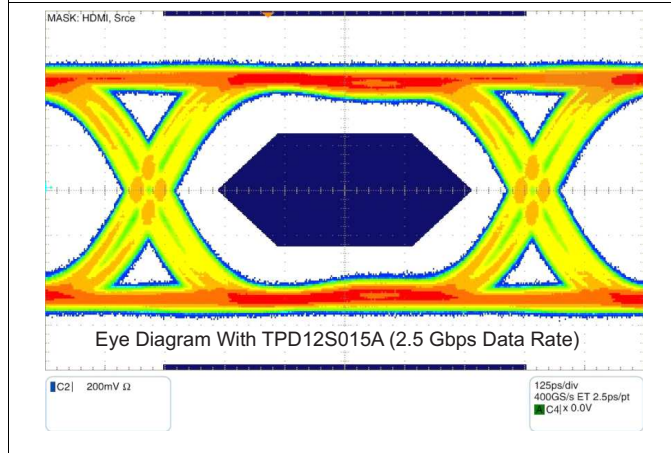 MASK: HDMI, Srce
Eye Diagram With TPD12S015A (2.5 Gbps Data Rate)
C2 200mV Ω
125ps/div
400GS/s ET 2.5ps/pt
A C4 x 0.0V